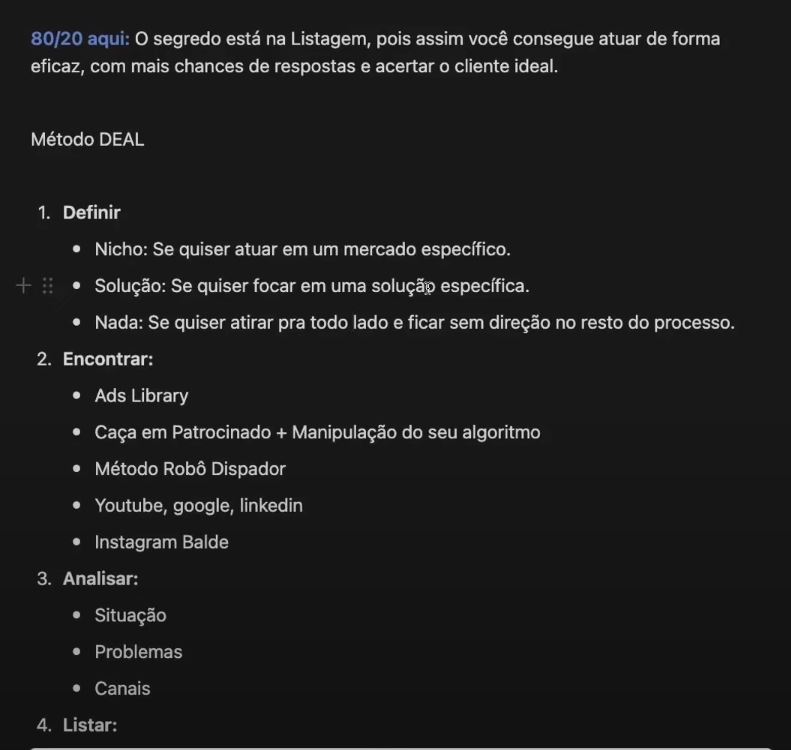 80/20 aqui: O segredo está na Listagem, pois assim você consegue atuar de forma
eficaz, com mais chances de respostas e acertar o cliente ideal.
Método DEAL
1. Definir
• Nicho: Se quiser atuar em um mercado específico.
• Solução: Se quiser focar em uma solução específica.
• Nada: Se quiser atirar pra todo lado e ficar sem direção no resto do processo.
2. Encontrar:
• Ads Library
• Caça em Patrocinado + Manipulação do seu algoritmo
• Método Robô Dispador
• Youtube, google, linkedin
• Instagram Balde
3. Analisar:
• Situação
• Problemas
• Canais
4. Listar: